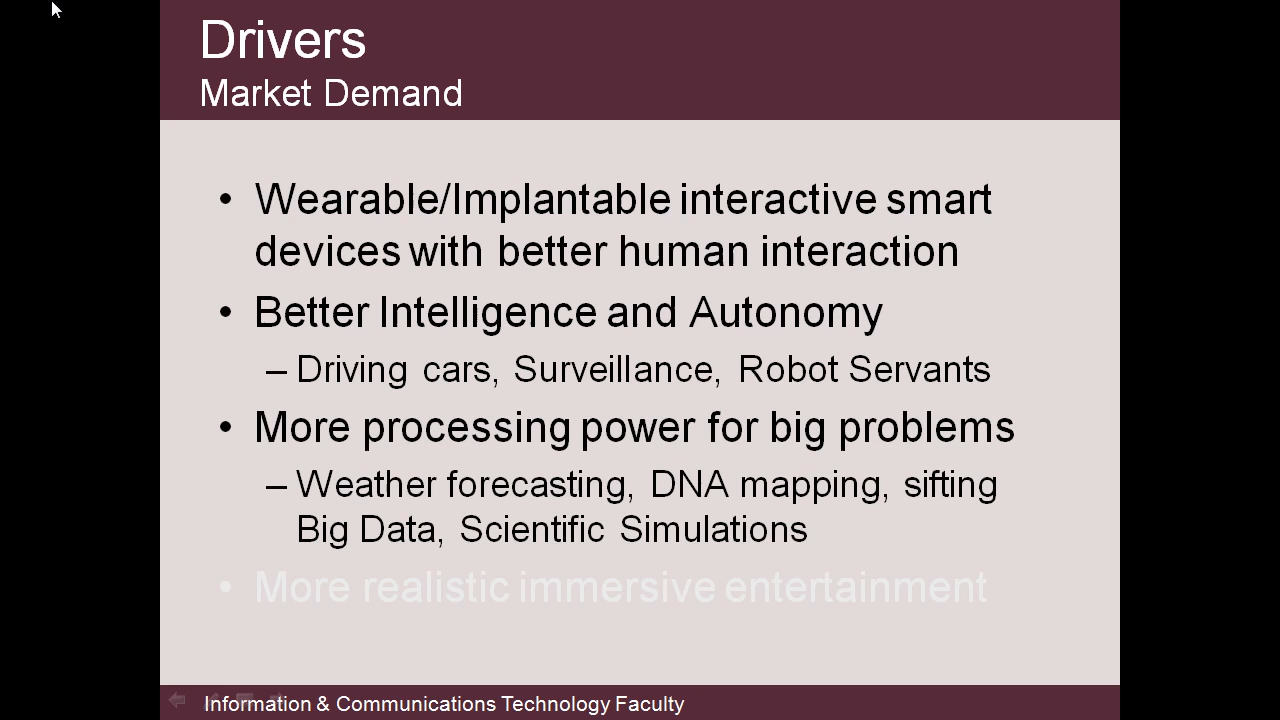 Drivers
Market Demand
• Wearable/Implantable interactive smart
devices with better human interaction
• Better Intelligence and Autonomy
– Driving cars, Surveillance, Robot Servants
• More processing power for big problems
– Weather forecasting, DNA mapping, sifting
Big Data, Scientific Simulations
• More realistic immersive entertainment
Information & Communications Technology Faculty